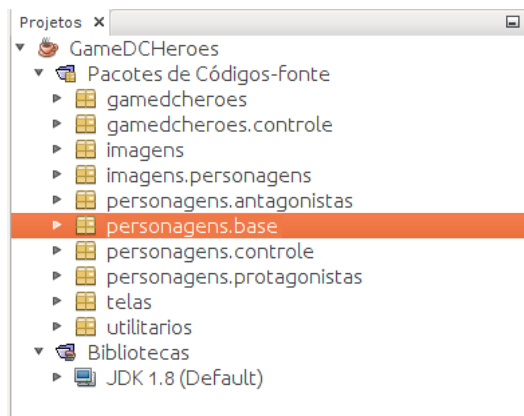 Projetos
GameDCHeroes
Pacotes de Códigos-fonte
gamedcheroes
gamedcheroes.controle
imagens
imagens.personagens
personagens.antagonistas
personagens.base
personagens.controle
personagens.protagonistas
telas
utilitarios
Bibliotecas
JDK 1.8 (Default)